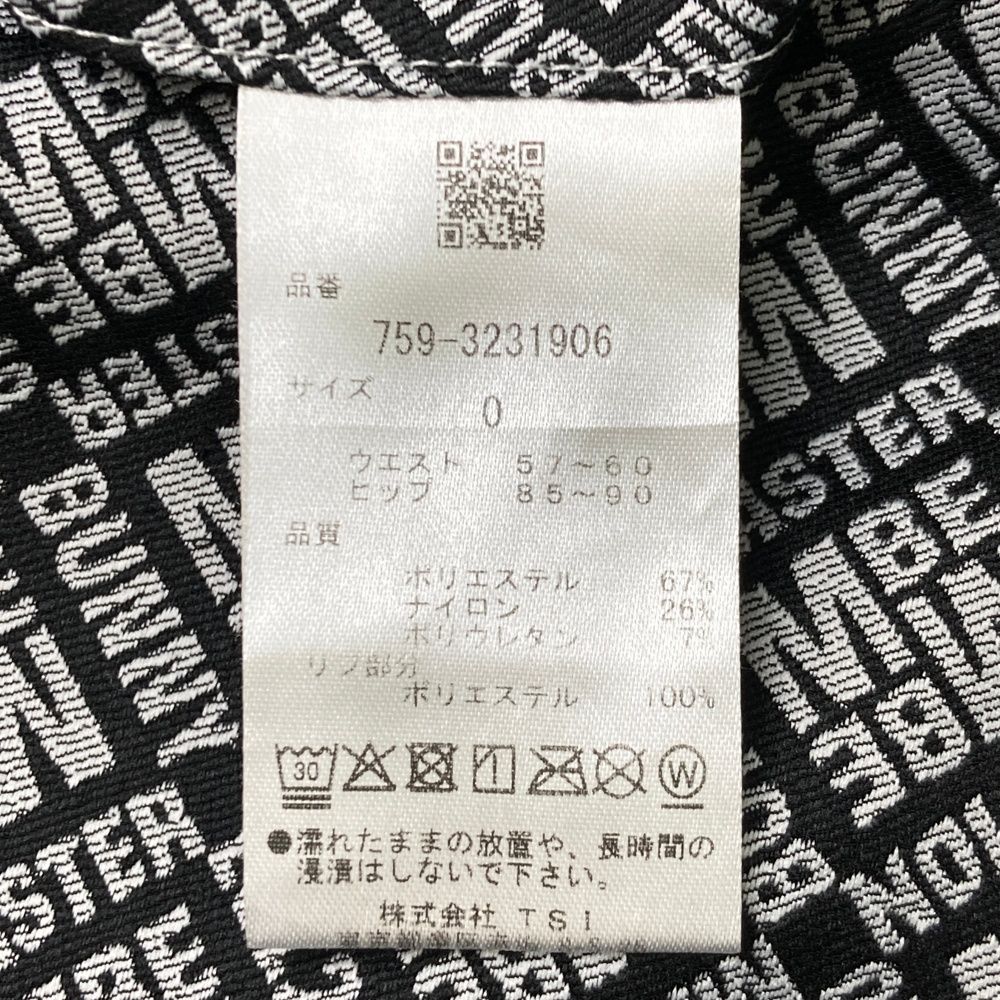 品番
759-3231906
サイズ
0
ウエスト 57~60
ヒップ 85~90
品質
ポリエステル 67%
ナイロン 26%
ポリウレタン 7%
リブ部分
ポリエステル 100%
30
W
●濡れたままの放置や、長時間の
浸漬はしないで下さい。
株式会社 TSI
BUNNY
BUNNY